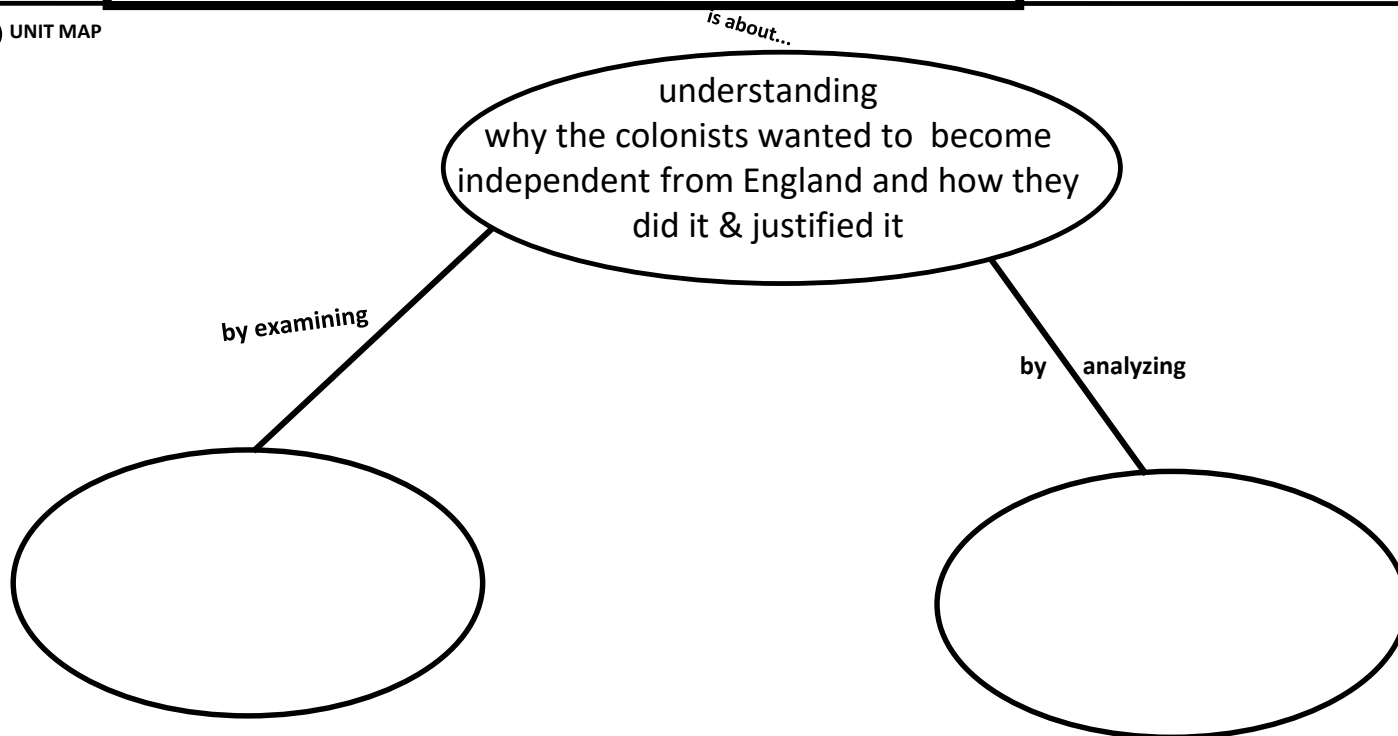 is about...
) UNIT MAP
understanding
why the colonists wanted to  become
independent from England and how they
did it & justified it
by examining
by analyzing